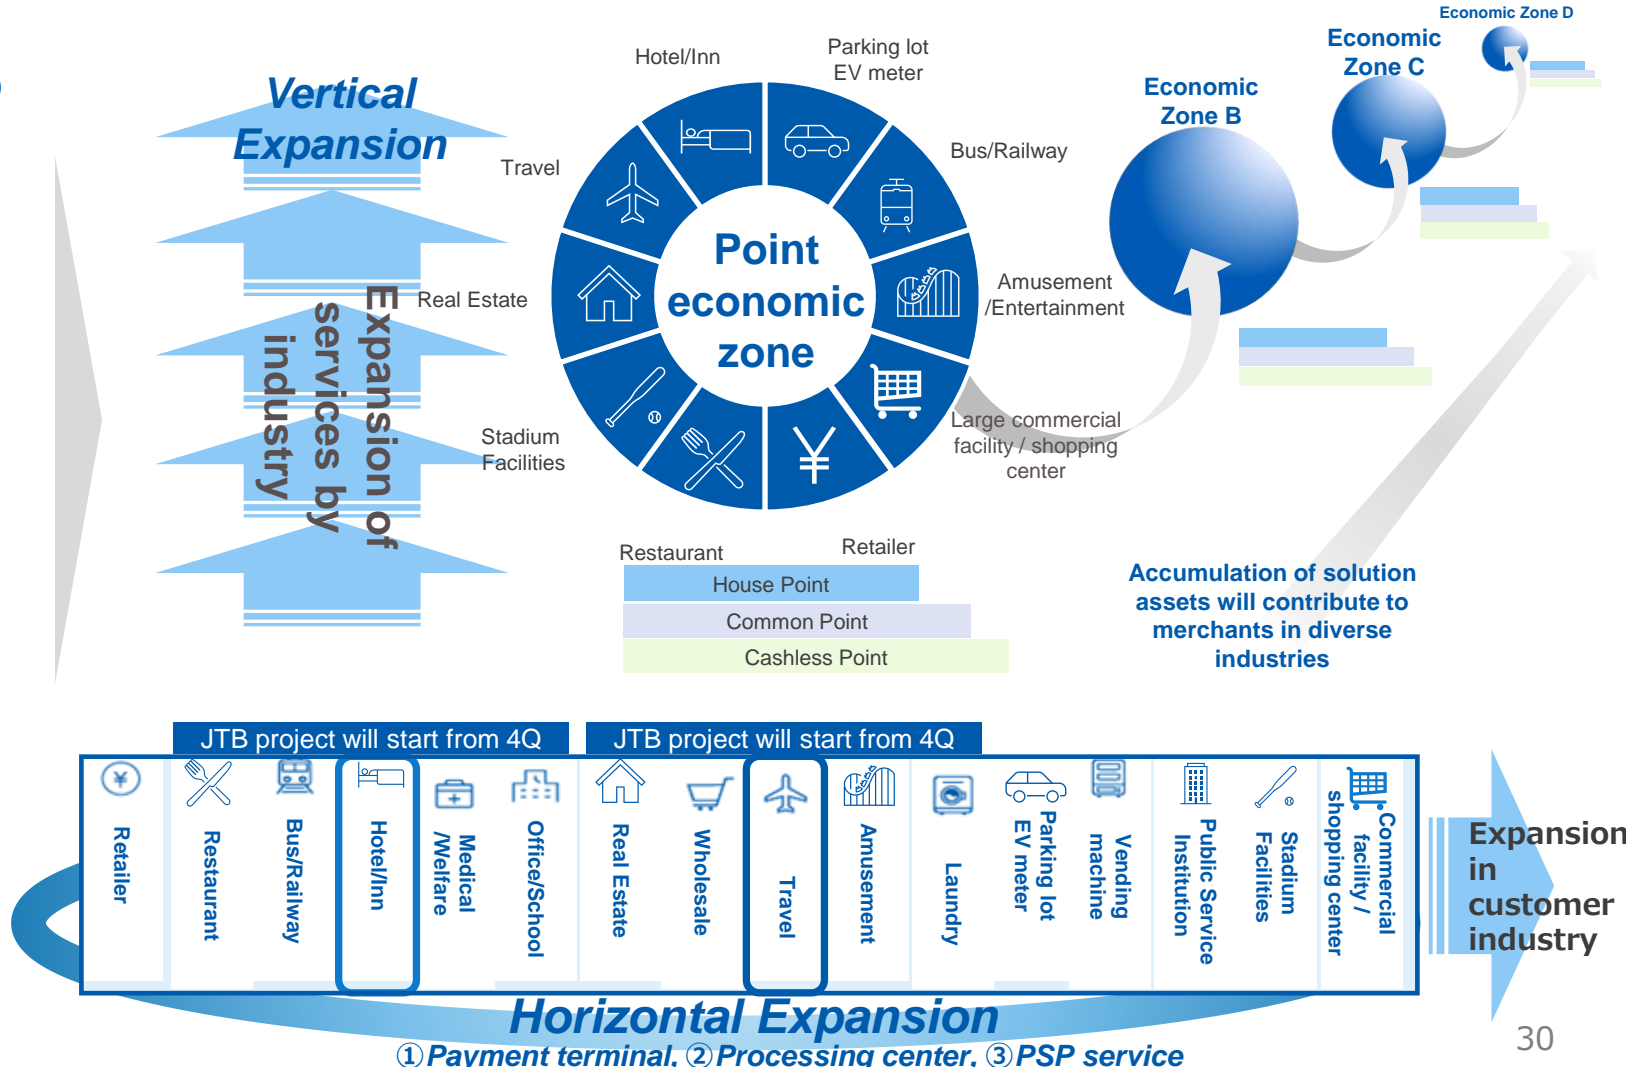 Economic Zone D
Economic
Zone C
Economic
Zone B
Vertical
Expansion
Hotel/Inn
Parking lot
EV meter
Travel
Bus/Railway
Real Estate
Amusement
/Entertainment
Point
economic
zone
Stadium
Facilities
Large commercial
facility / shopping
center
Expansion of
services by
industry
Restaurant
Retailer
House Point
Common Point
Cashless Point
Accumulation of solution
assets will contribute to
merchants in diverse
industries
JTB project will start from 4Q
JTB project will start from 4Q
Retailer
Restaurant
Bus/Railway
Hotel/Inn
Medical
/Welfare
Office/School
Real Estate
Wholesale
Travel
Amusement
Laundry
Parking lot
EV meter
Vending
machine
Public Service
Institution
Stadium
Facilities
Commercial
facility /
shopping center
Expansion
in
customer
industry
Horizontal Expansion
①Payment terminal, ②Processing center, ③PSP service
30